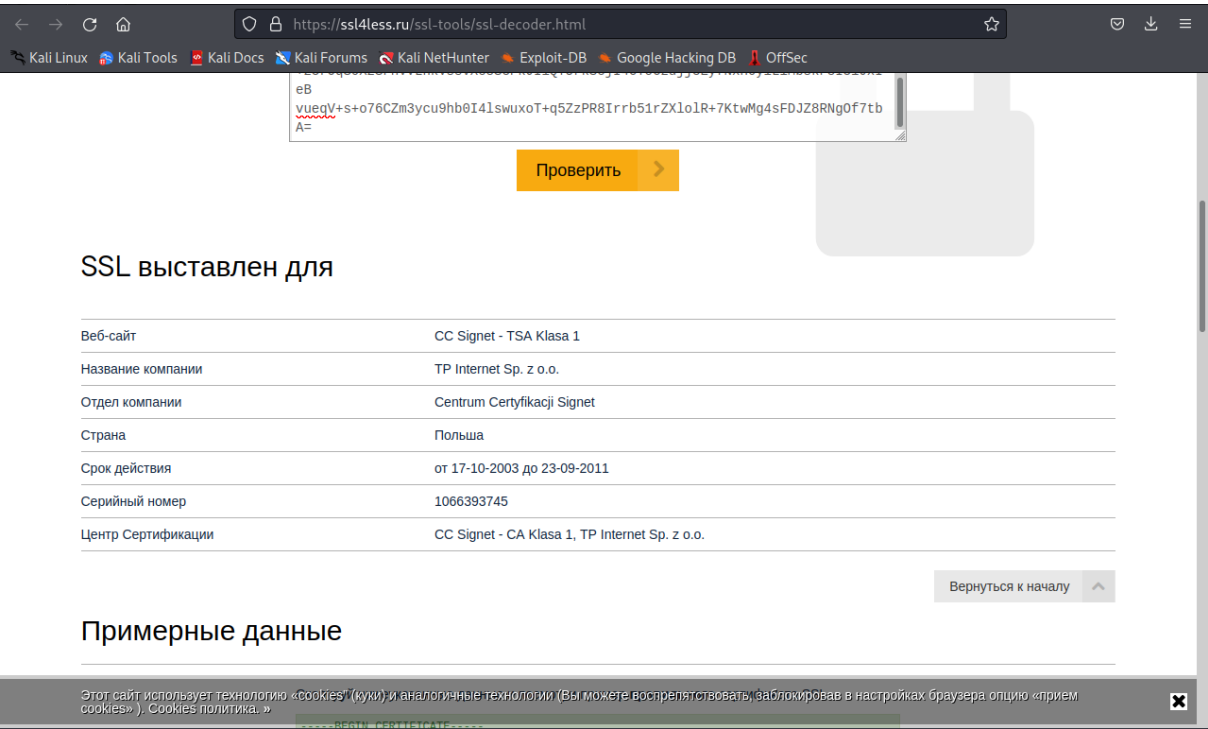 https://ssl4less.ru/ssl-tools/ssl-decoder.html
Kali Linux Kali Tools Kali Docs Kali Forums Kali NetHunter Exploit-DB Google Hacking DB OffSec
eB
vueqV+s+o76CZm3ycu9hb0I4lswuxoT+q5ZzPR8Irrb51rZXlolR+7KtwMg4sFDJZ8RNgOf7tb
A=
Проверить
SSL выставлен для
Веб-сайт CC Signet - TSA Klasa 1
Название компании TP Internet Sp. z o.o.
Отдел компании Centrum Certyfikacji Signet
Страна Польша
Срок действия от 17-10-2003 до 23-09-2011
Серийный номер 1066393745
Центр Сертификации CC Signet - CA Klasa 1, TP Internet Sp. z o.o.
Вернуться к началу
Примерные данные
Этот сайт использует технологию «cookies" (куки) и аналогичные технологии (Вы можете воспрепятствовать, заблокировав в настройках браузера опцию «прием
cookies» ). Cookies политика. »
-----BEGIN CERTIFICATE-----